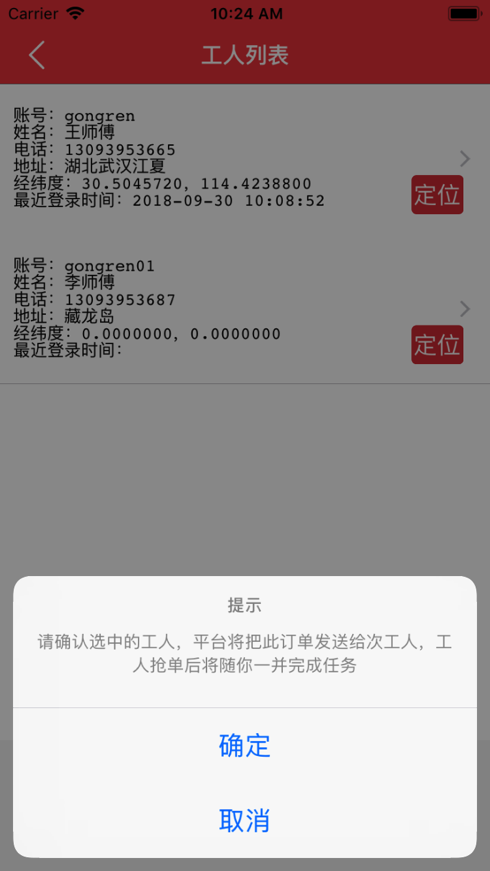 Carrier 10:24 AM
工人列表
账号: gongren
姓名: 王师傅
电话: 13093953665
地址: 湖北武汉江夏
经纬度: 30.5045720, 114.4238800
最近登录时间: 2018-09-30 10:08:52
定位
账号: gongren01
姓名: 李师傅
电话: 13093953687
地址: 藏龙岛
经纬度: 0.0000000, 0.0000000
最近登录时间:
定位
提示
请确认选中的工人，平台将把此订单发送给次工人，工
人抢单后将随你一并完成任务
确定
取消